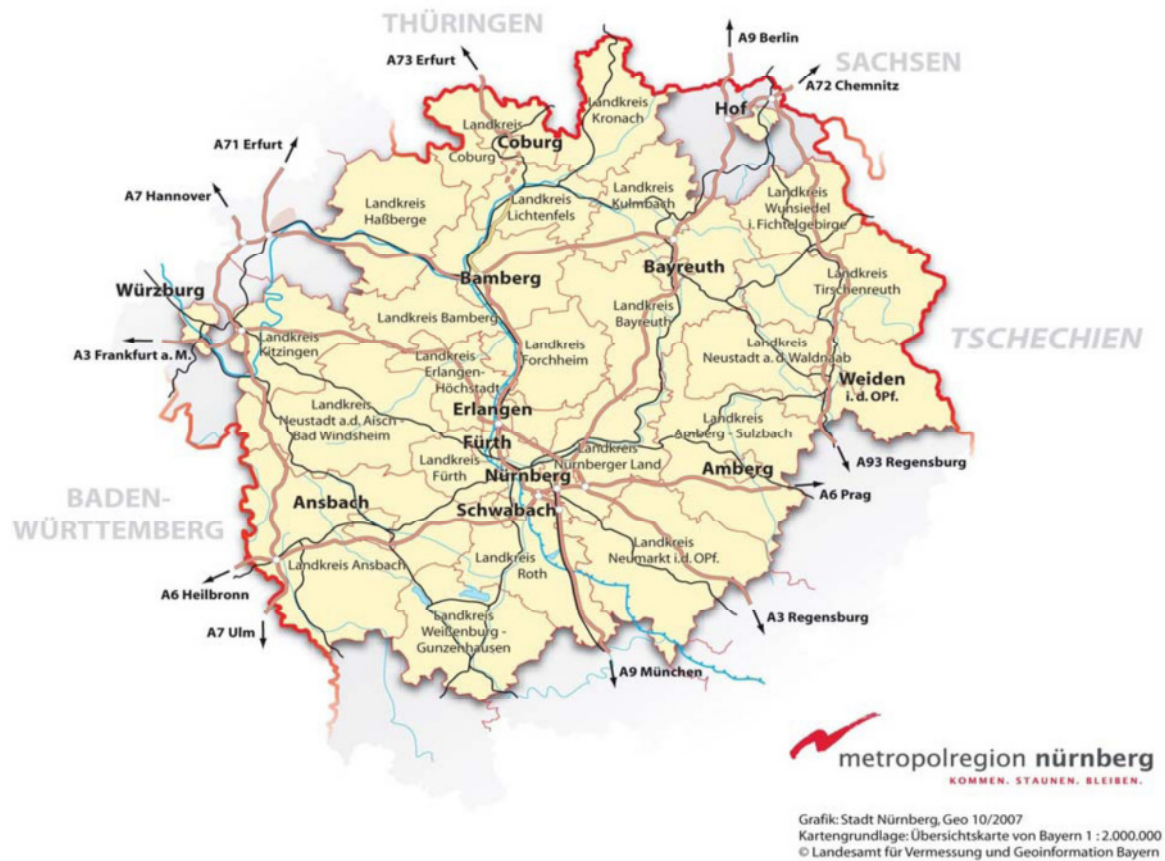 THÜRINGEN
A9 Berlin
A73 Erfurt
SACHSEN
A72 Chemnitz
Hof
Landkreis
Kronach
Landkreis
Coburg
Coburg
A71 Erfurt
A7 Hannover
Landkreis
Haßberge
Landkreis
Lichtenfels
Landkreis
Kulmbach
Landkreis
Wunsiedel
i. Fichtelgebirge
Würzburg
Bamberg
Bayreuth
Landkreis
Tirschenreuth
Landkreis Bamberg
Landkreis
Bayreuth
A3 Frankfurt a. M.
Landkreis
Kitzingen
Landkreis
Erlangen-
Höchstadt
Landkreis
Forchheim
Landkreis
Neustadt a. d. Waldnaab
TSCHECHIEN
Weiden
i. d. OPf.
Landkreis
Neustadt a.d. Aisch -
Bad Windsheim
Erlangen
Fürth
Landkreis
Amberg - Sulzbach
Landkreis
Fürth
Nürnberg
Landkreis
Nürnberger Land
Amberg
A93 Regensburg
A6 Prag
BADEN-
WÜRTTEMBERG
Ansbach
Schwabach
Landkreis Ansbach
Landkreis
Roth
Landkreis
Neumarkt i.d. OPf.
A6 Heilbronn
A7 Ulm
Landkreis
Weißenburg -
Gunzenhausen
A3 Regensburg
A9 München
metropolregion nürnberg
KOMMEN. STAUNEN. BLEIBEN.
Grafik: Stadt Nürnberg, Geo 10/2007
Kartengrundlage: Übersichtskarte von Bayern 1 : 2.000.000
© Landesamt für Vermessung und Geoinformation Bayern